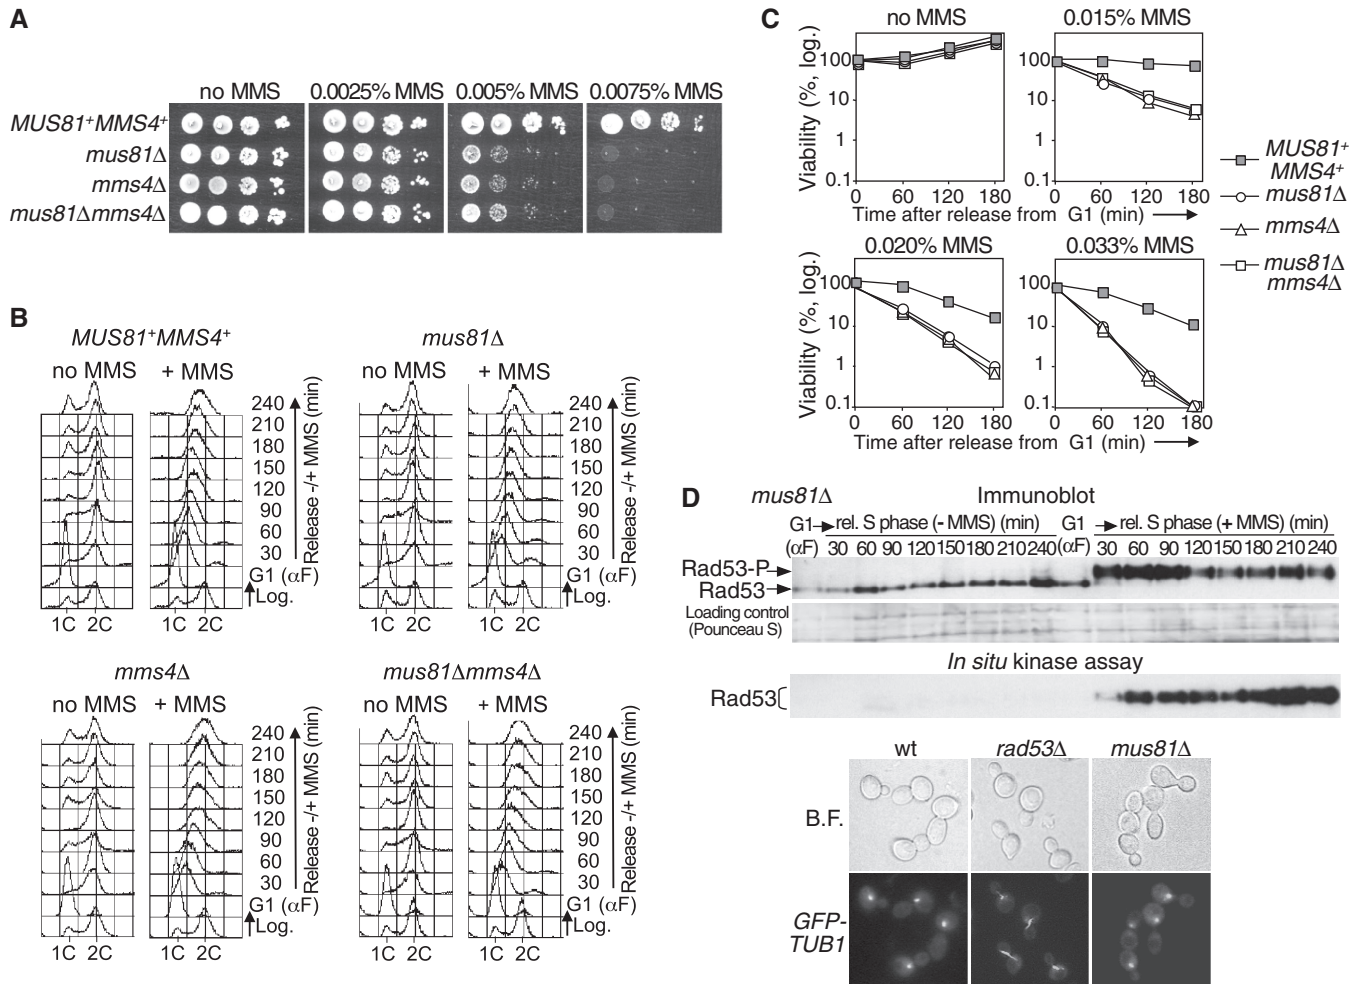 A
no MMS 0.0025% MMS 0.005% MMS 0.0075% MMS
MUS81+MMS4+
mus81Δ
mms4Δ
mus81Δmms4Δ
B
MUS81+MMS4+
no MMS + MMS
240
210
180
150
120
90
60
30
G1 (αF)
Log.
Release -/+ MMS (min)
1C 2C 1C 2C
mus81Δ
no MMS + MMS
240
210
180
150
120
90
60
30
G1 (αF)
Log.
Release -/+ MMS (min)
1C 2C 1C 2C
mms4Δ
no MMS + MMS
240
210
180
150
120
90
60
30
G1 (αF)
Log.
Release -/+ MMS (min)
1C 2C 1C 2C
mus81Δmms4Δ
no MMS + MMS
240
210
180
150
120
90
60
30
G1 (αF)
Log.
Release -/+ MMS (min)
1C 2C 1C 2C
C
no MMS 0.015% MMS
Viability (%, log.)
100
10
1
0.1
0 60 120 180
100
10
1
0.1
0 60 120 180
Time after release from G1 (min)
0.020% MMS 0.033% MMS
Viability (%, log.)
100
10
1
0.1
0 60 120 180
100
10
1
0.1
0 60 120 180
Time after release from G1 (min)
MUS81+
MMS4+
mus81Δ
mms4Δ
mus81Δ
mms4Δ
D
mus81Δ Immunoblot
G1 rel. S phase (- MMS) (min) G1 rel. S phase (+ MMS) (min)
(αF) 30 60 90 120 150 180 210 240 (αF) 30 60 90 120 150 180 210 240
Rad53-P
Rad53
Loading control
(Pounceau S)
In situ kinase assay
Rad53
wt rad53Δ mus81Δ
B.F.
GFP-
TUB1